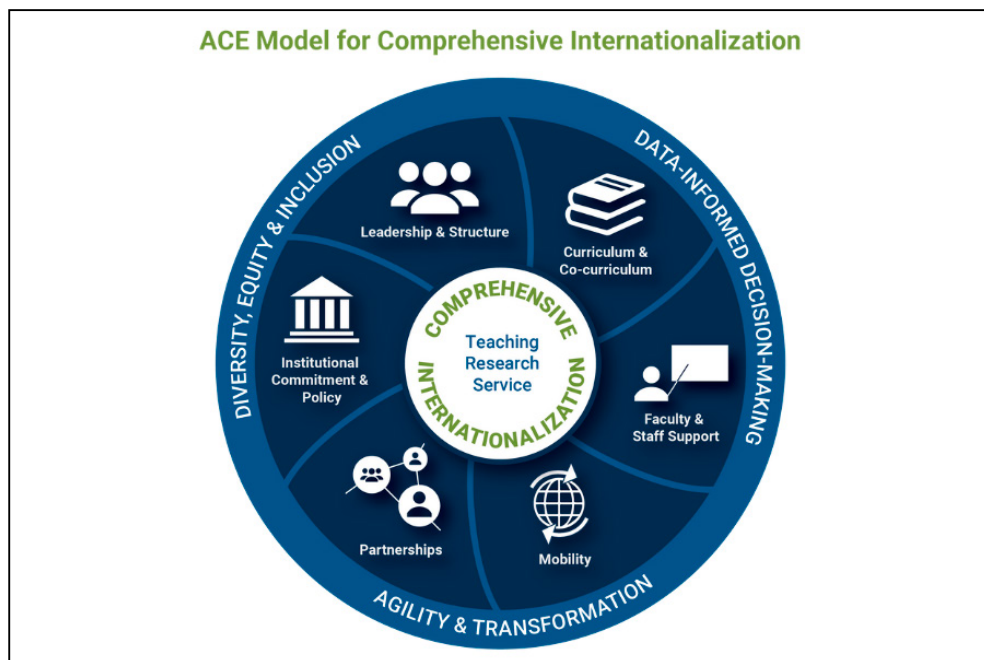 ACE Model for Comprehensive Internationalization
DIVERSITY, EQUITY & INCLUSION
DATA-INFORMED DECISION-MAKING
AGILITY & TRANSFORMATION
Leadership & Structure
Curriculum &
Co-curriculum
Faculty &
Staff Support
Mobility
Partnerships
Institutional
Commitment &
Policy
COMPREHENSIVE
Teaching
Research
Service
INTERNATIONALIZATION